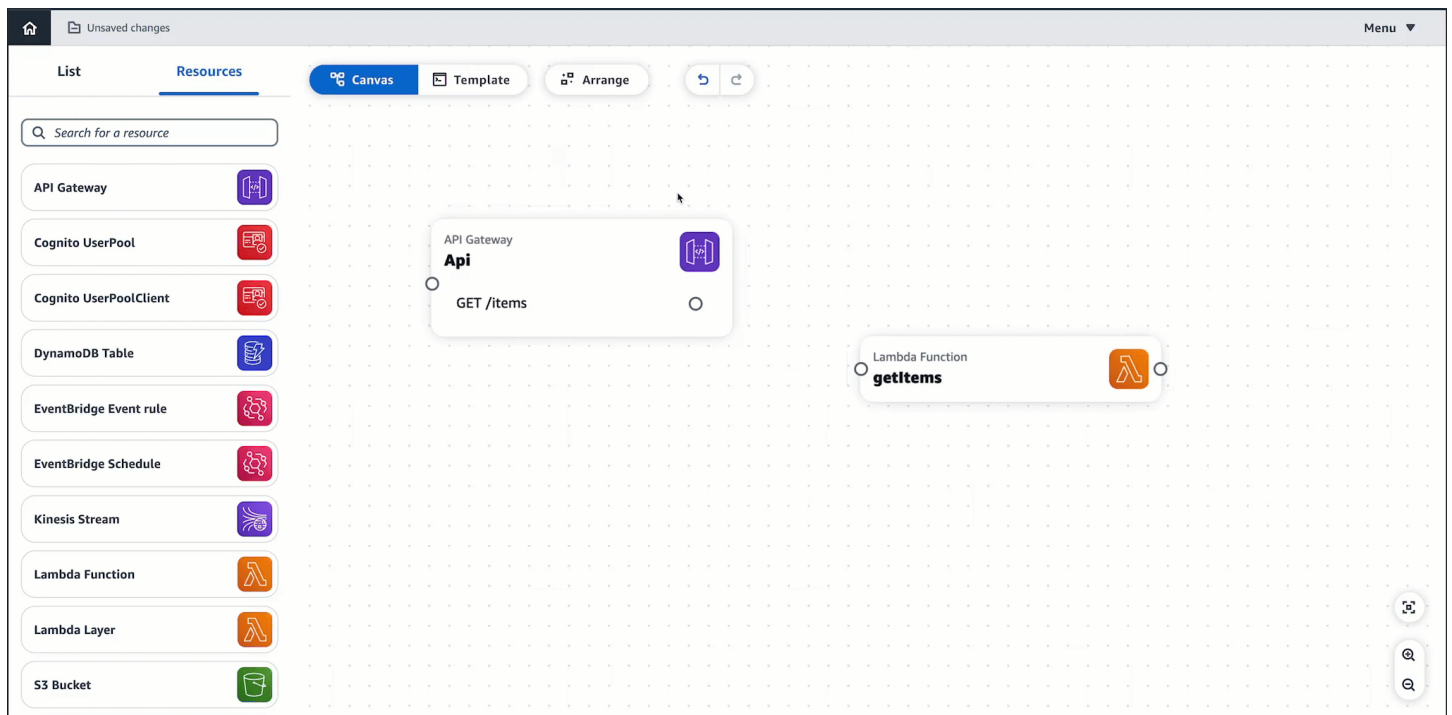 Unsaved changes
Menu ▼
List
Resources
Canvas
Template
Arrange
Search for a resource
API Gateway
Cognito UserPool
Cognito UserPoolClient
DynamoDB Table
EventBridge Event rule
EventBridge Schedule
Kinesis Stream
Lambda Function
Lambda Layer
S3 Bucket
API Gateway
Api
GET /items
Lambda Function
getItems